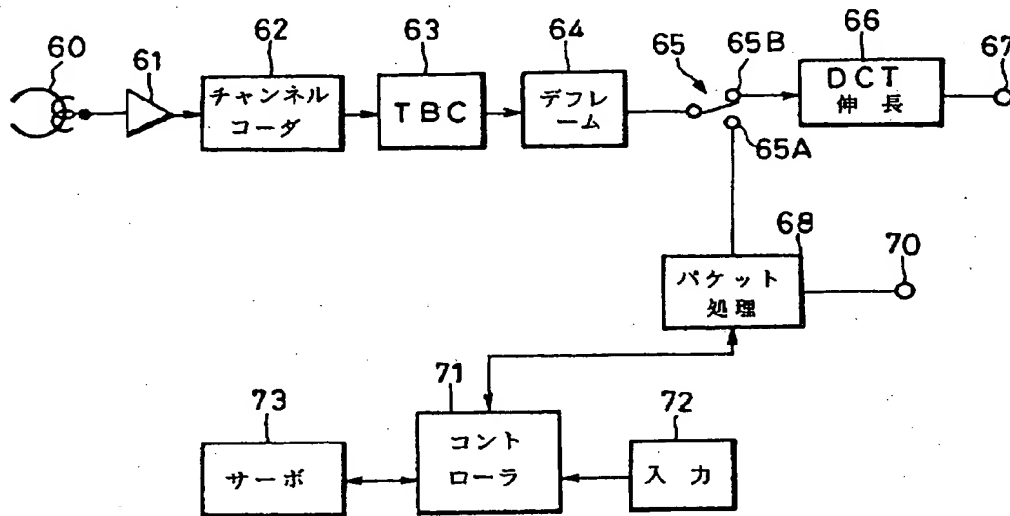 60
61
62
63
64
65
65B
66
67
チャンネル
コーダ
TBC
デフレ
ーム
DCT
伸長
65A
68
70
パケット
処理
71
72
73
コント
ローラ
サーボ
入力